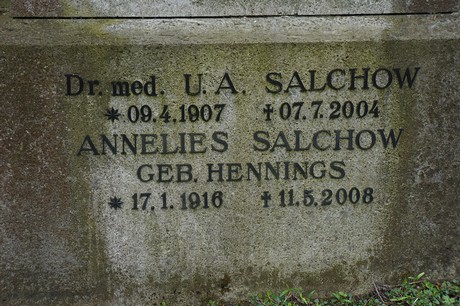 Dr. med. U. A. SALCHOW
* 09.4.1907 † 07.7.2004
ANNELIES SALCHOW
GEB. HENNINGS
* 17.1.1916 † 11.5.2008